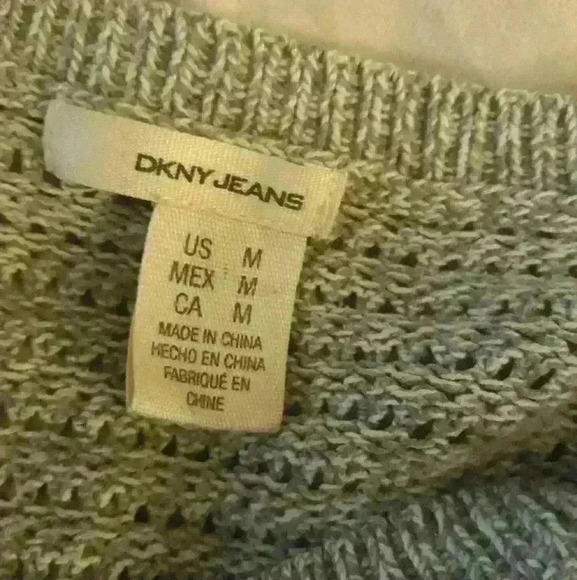 DKNY JEANS
US M
MEX M
CA M
MADE IN CHINA
HECHO EN CHINA
FABRIQUÉ EN
CHINE